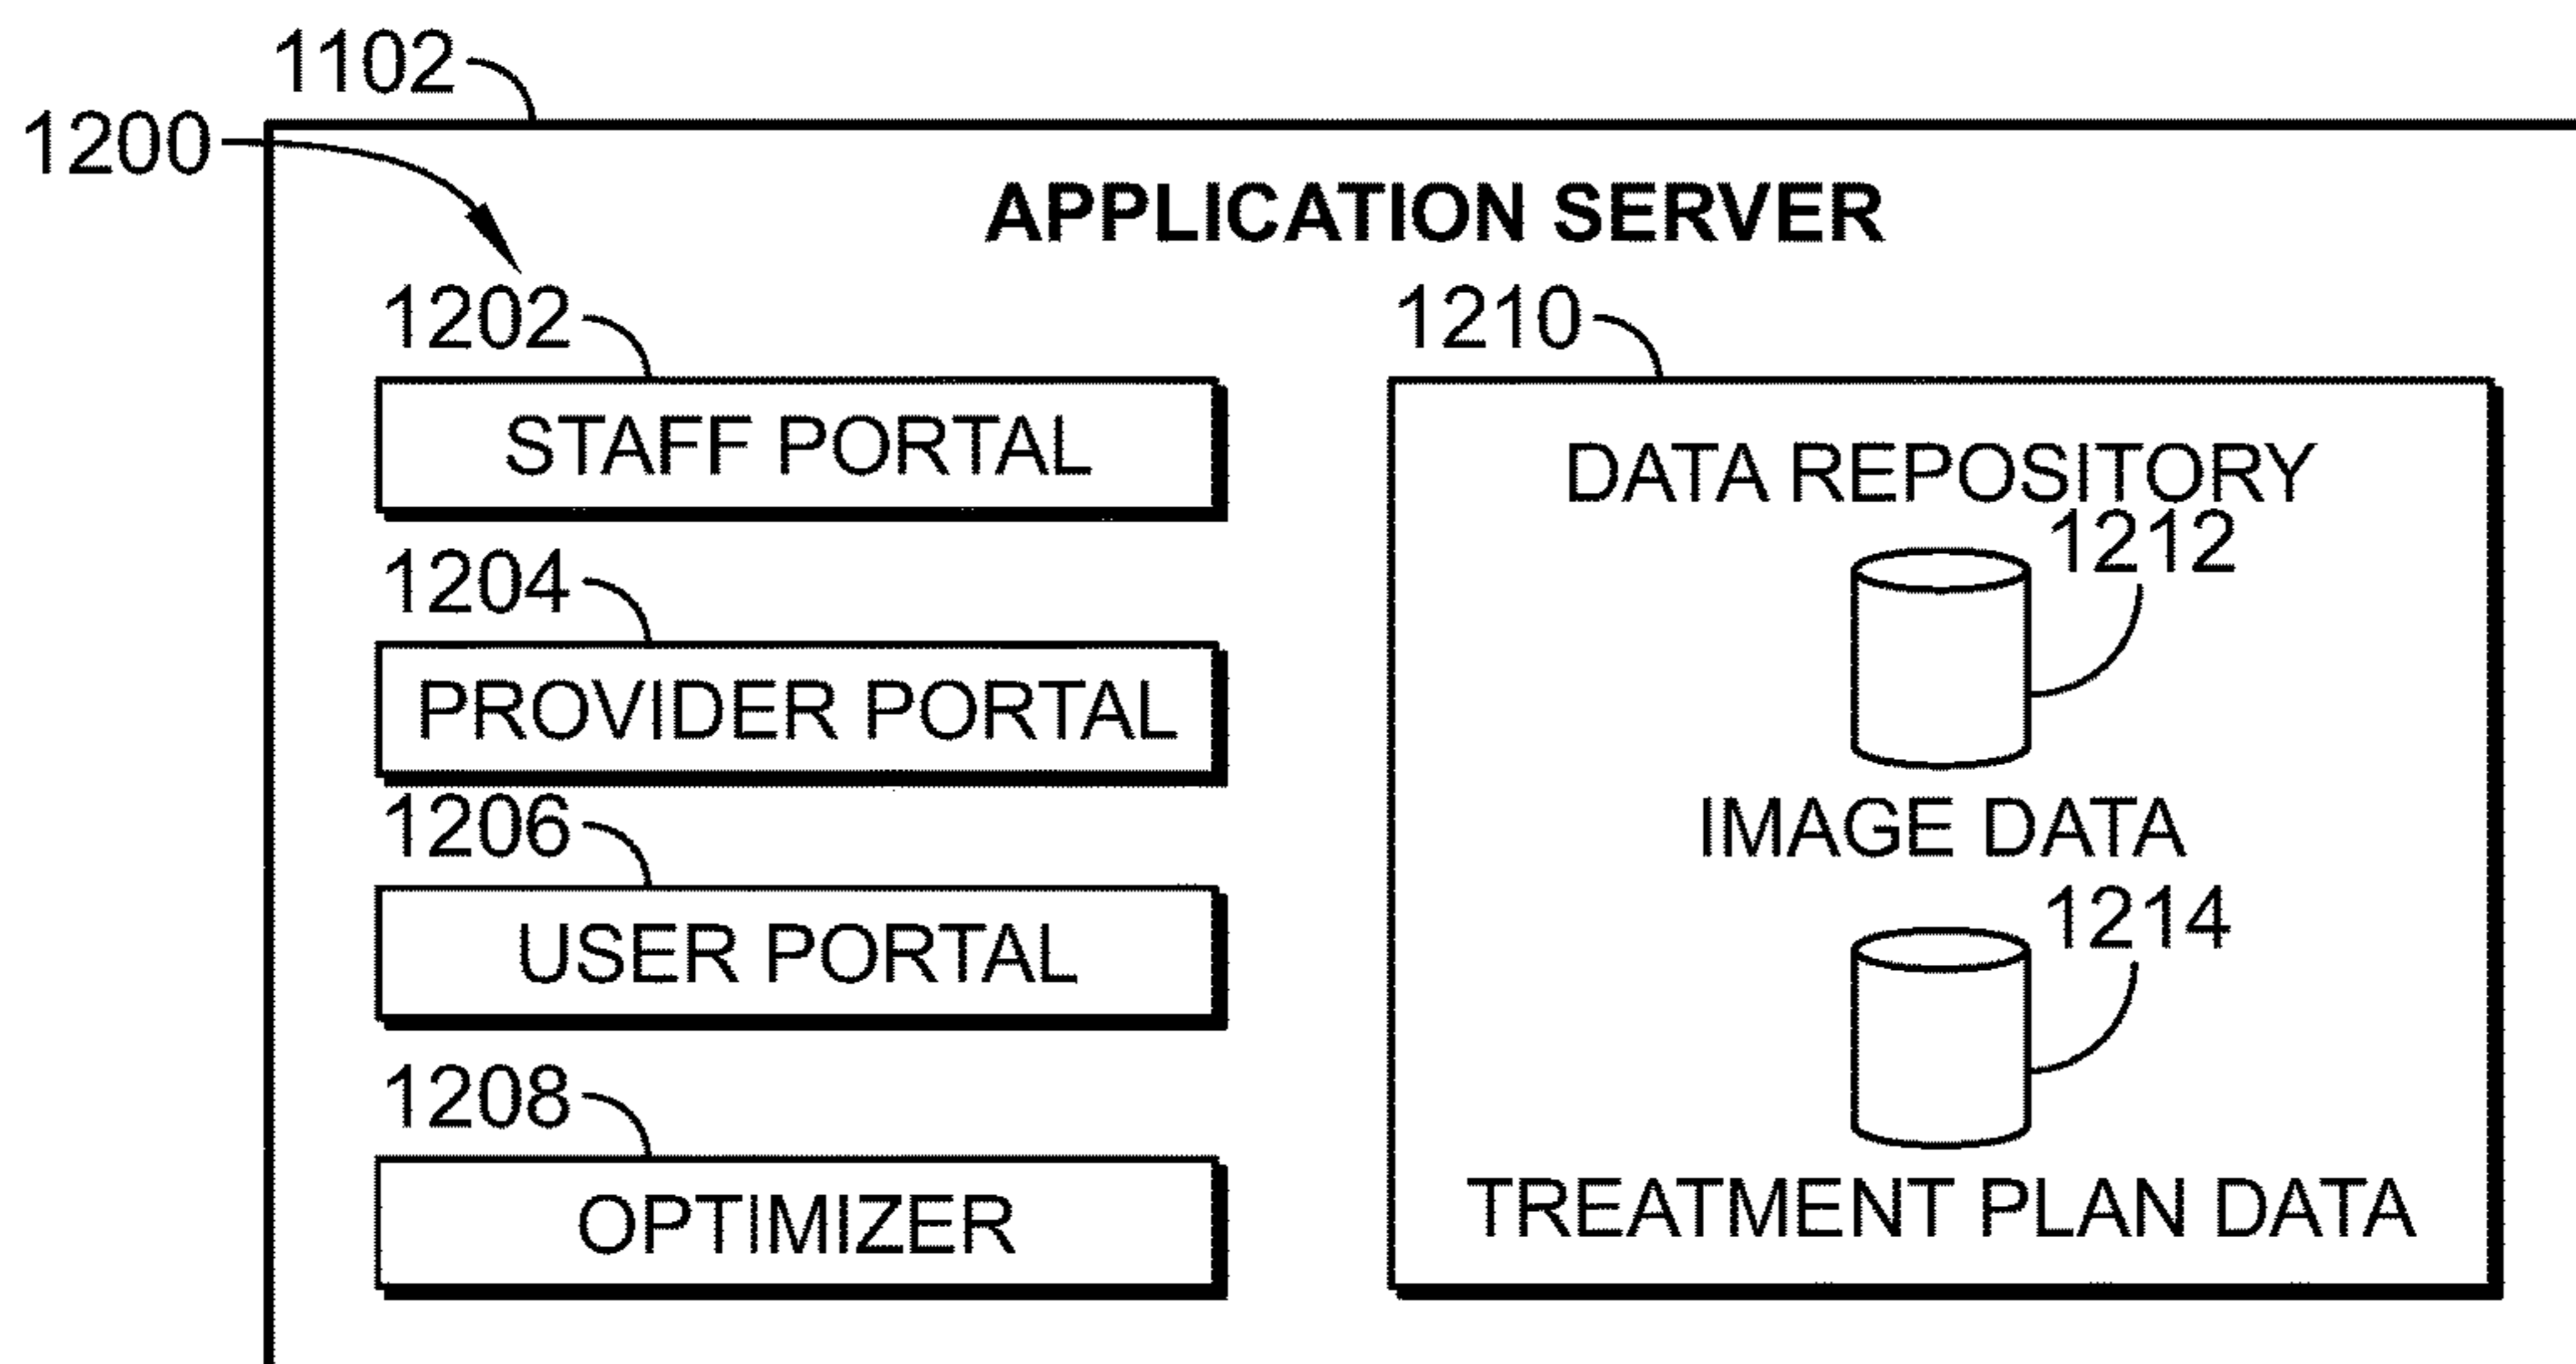 1102
1200
APPLICATION SERVER
1202
STAFF PORTAL
1204
PROVIDER PORTAL
1206
USER PORTAL
1208
OPTIMIZER
1210
DATA REPOSITORY
1212
IMAGE DATA
1214
TREATMENT PLAN DATA